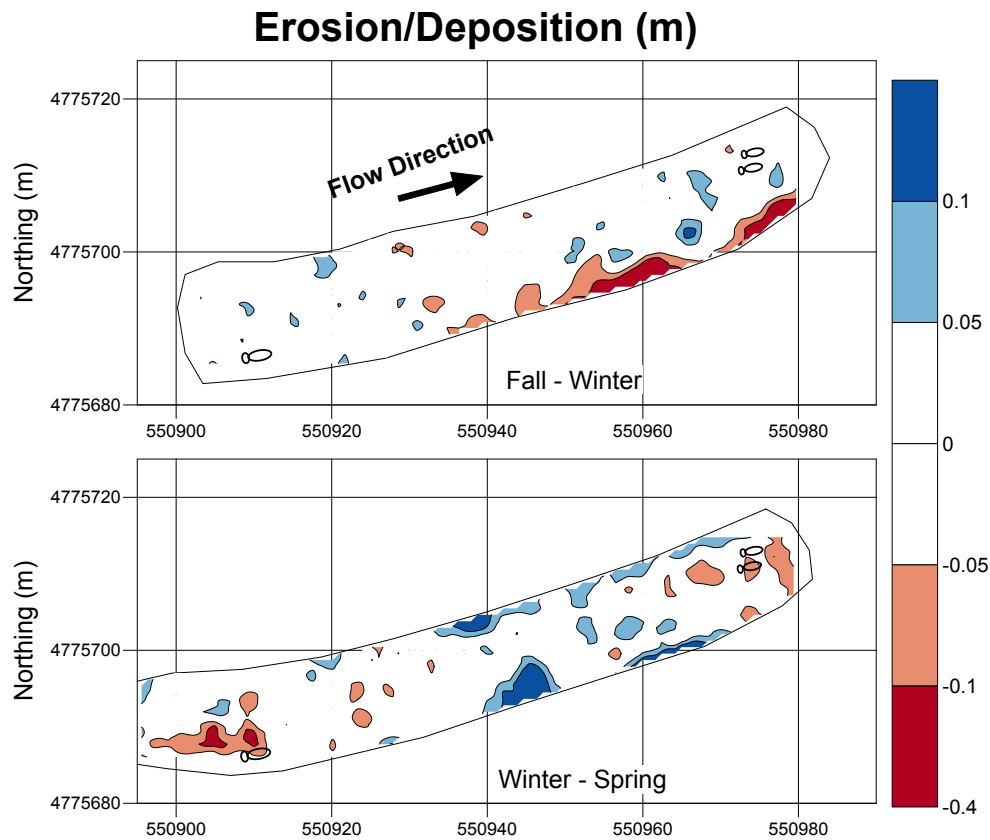 Erosion/Deposition (m)
4775720
4775700
4775680
Northing (m)
Flow Direction
Fall - Winter
550900 550920 550940 550960 550980
4775720
4775700
4775680
Northing (m)
Winter - Spring
550900 550920 550940 550960 550980
0.1
0.05
0
-0.05
-0.1
-0.4